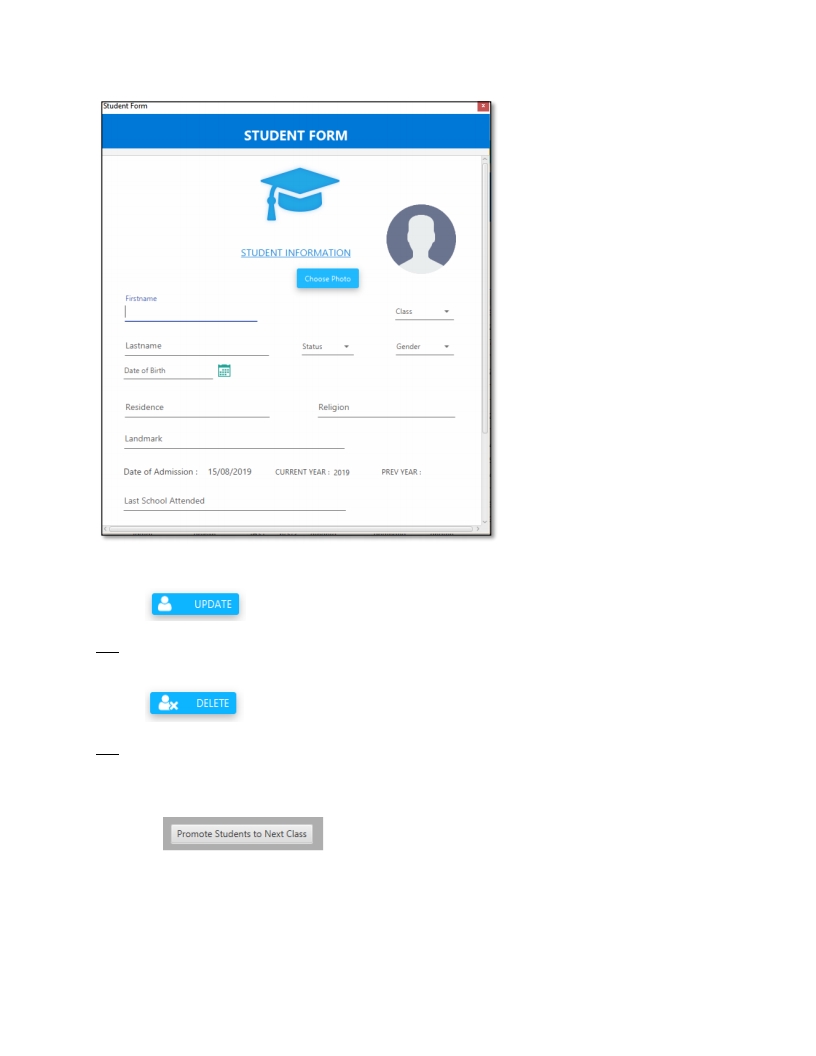 Student Form
x
STUDENT FORM
STUDENT INFORMATION
Choose Photo
Firstname
Class
Lastname
Status
Gender
Date of Birth
Residence
Religion
Landmark
Date of Admission : 15/08/2019 CURRENT YEAR : 2019 PREV YEAR :
Last School Attended
UPDATE
DELETE
Promote Students to Next Class